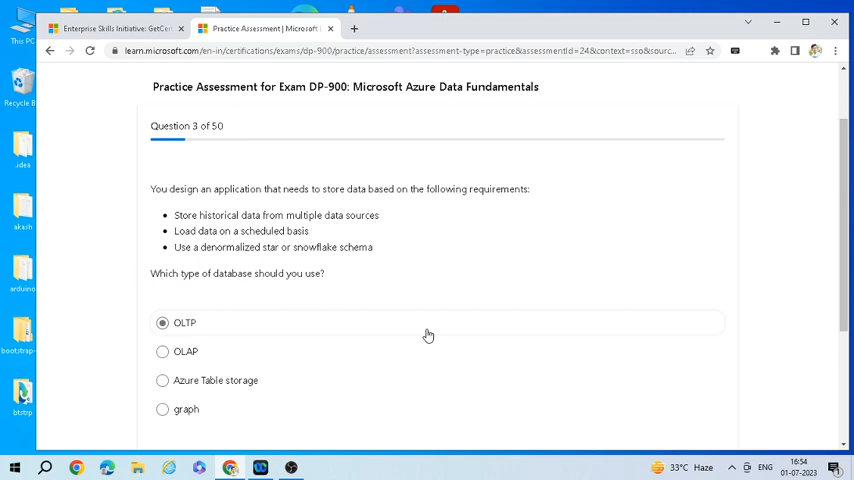 Enterprise Skills Initiative: GetCert
Practice Assessment | Microsoft
learn.microsoft.com/en-in/certifications/exams/dp-900/practice/assessment?assessment-type=practice&assessmentId=24&context=sso&sourc...
This PC
Recycle B
.idea
akash
arduino
bootstrap-
btstrp
Practice Assessment for Exam DP-900: Microsoft Azure Data Fundamentals
Question 3 of 50
You design an application that needs to store data based on the following requirements:
• Store historical data from multiple data sources
• Load data on a scheduled basis
• Use a denormalized star or snowflake schema
Which type of database should you use?
OLTP
OLAP
Azure Table storage
graph
33°C Haze
ENG
16:54
01-07-2023